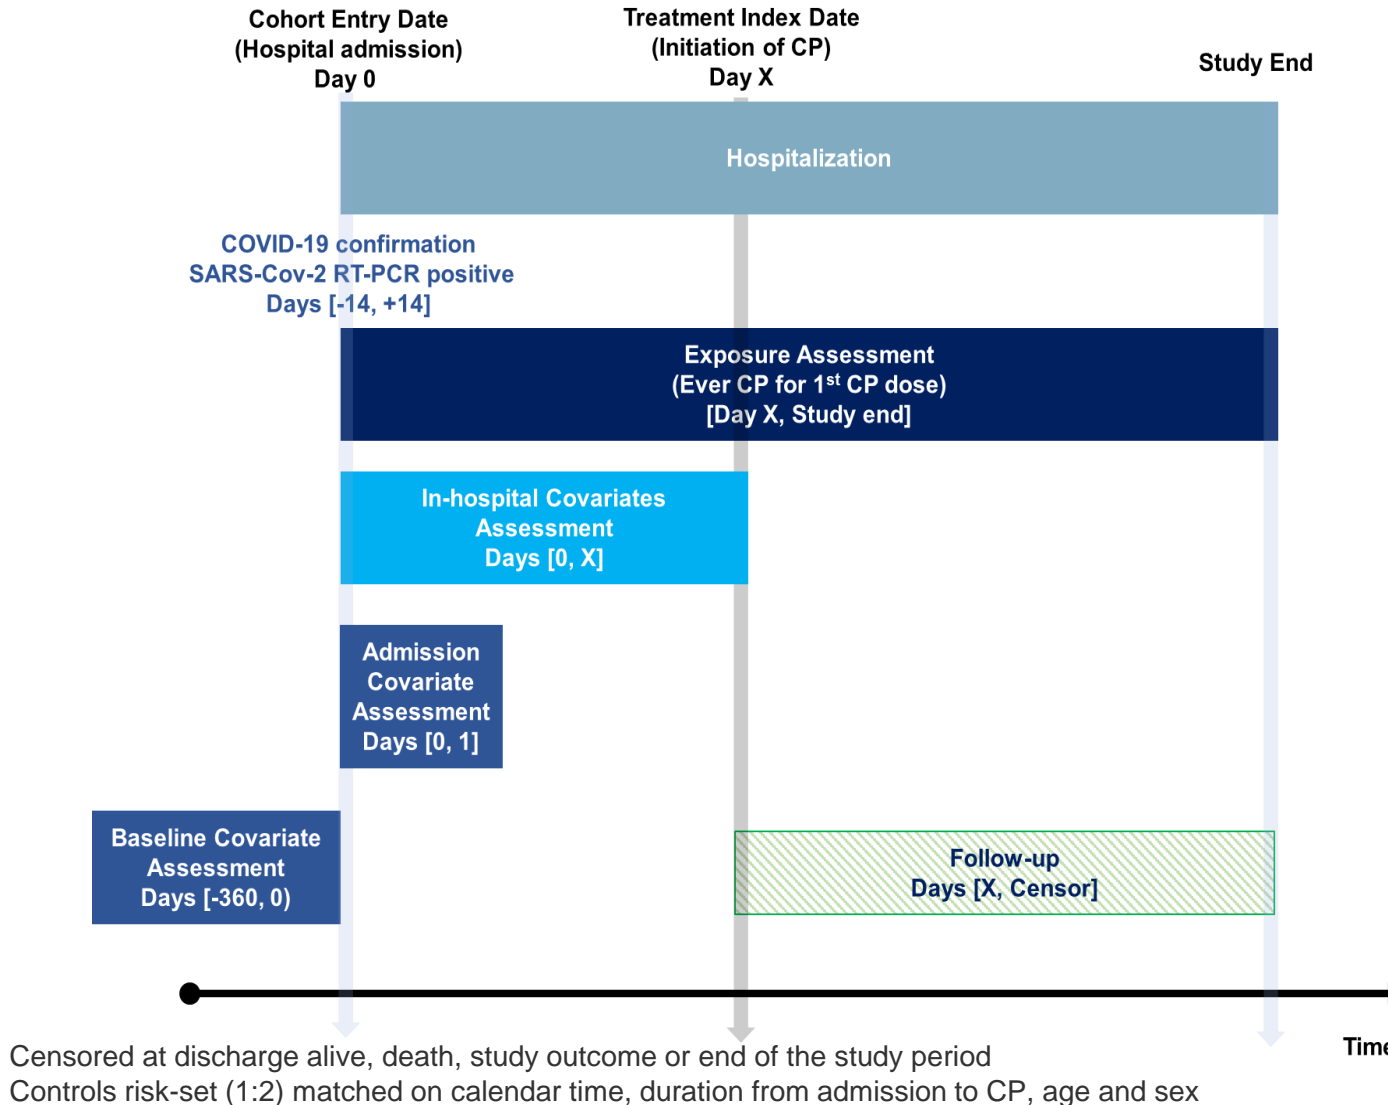 Cohort Entry Date
(Hospital admission)
Day 0
Treatment Index Date
(Initiation of CP)
Day X
Study End
Hospitalization
COVID-19 confirmation
SARS-Cov-2 RT-PCR positive
Days [-14, +14]
Exposure Assessment
(Ever CP for 1st CP dose)
[Day X, Study end]
In-hospital Covariates
Assessment
Days [0, X]
Admission
Covariate
Assessment
Days [0, 1]
Baseline Covariate
Assessment
Days [-360, 0)
Follow-up
Days [X, Censor]
Time
Censored at discharge alive, death, study outcome or end of the study period
Controls risk-set (1:2) matched on calendar time, duration from admission to CP, age and sex